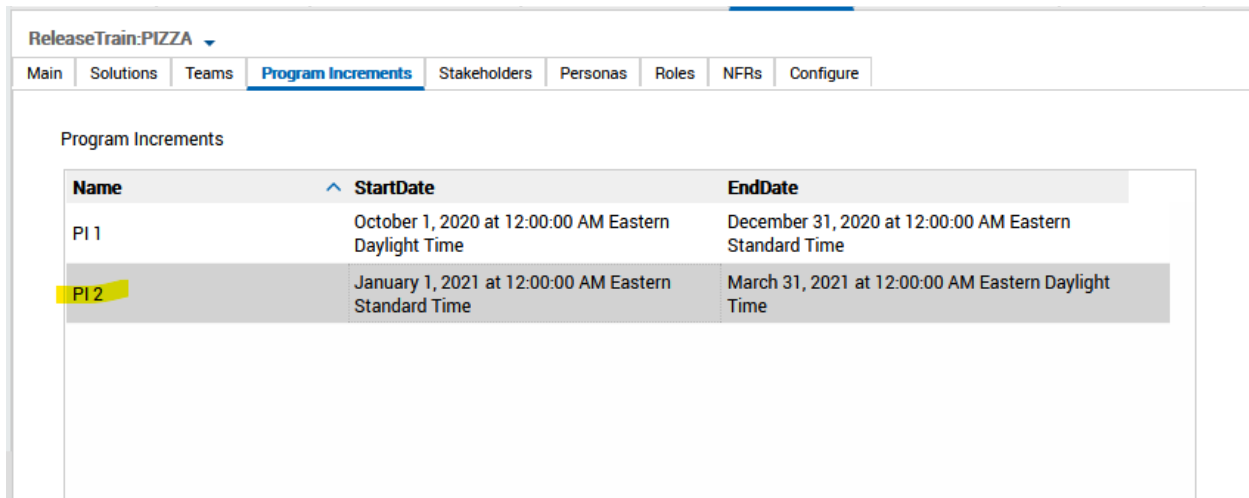 ReleaseTrain:PIZZA
Main Solutions Teams Program Increments Stakeholders Personas Roles NFRs Configure
Program Increments
Name StartDate EndDate
PI 1
October 1, 2020 at 12:00:00 AM Eastern
Daylight Time
December 31, 2020 at 12:00:00 AM Eastern
Standard Time
PI 2
January 1, 2021 at 12:00:00 AM Eastern
Standard Time
March 31, 2021 at 12:00:00 AM Eastern Daylight
Time